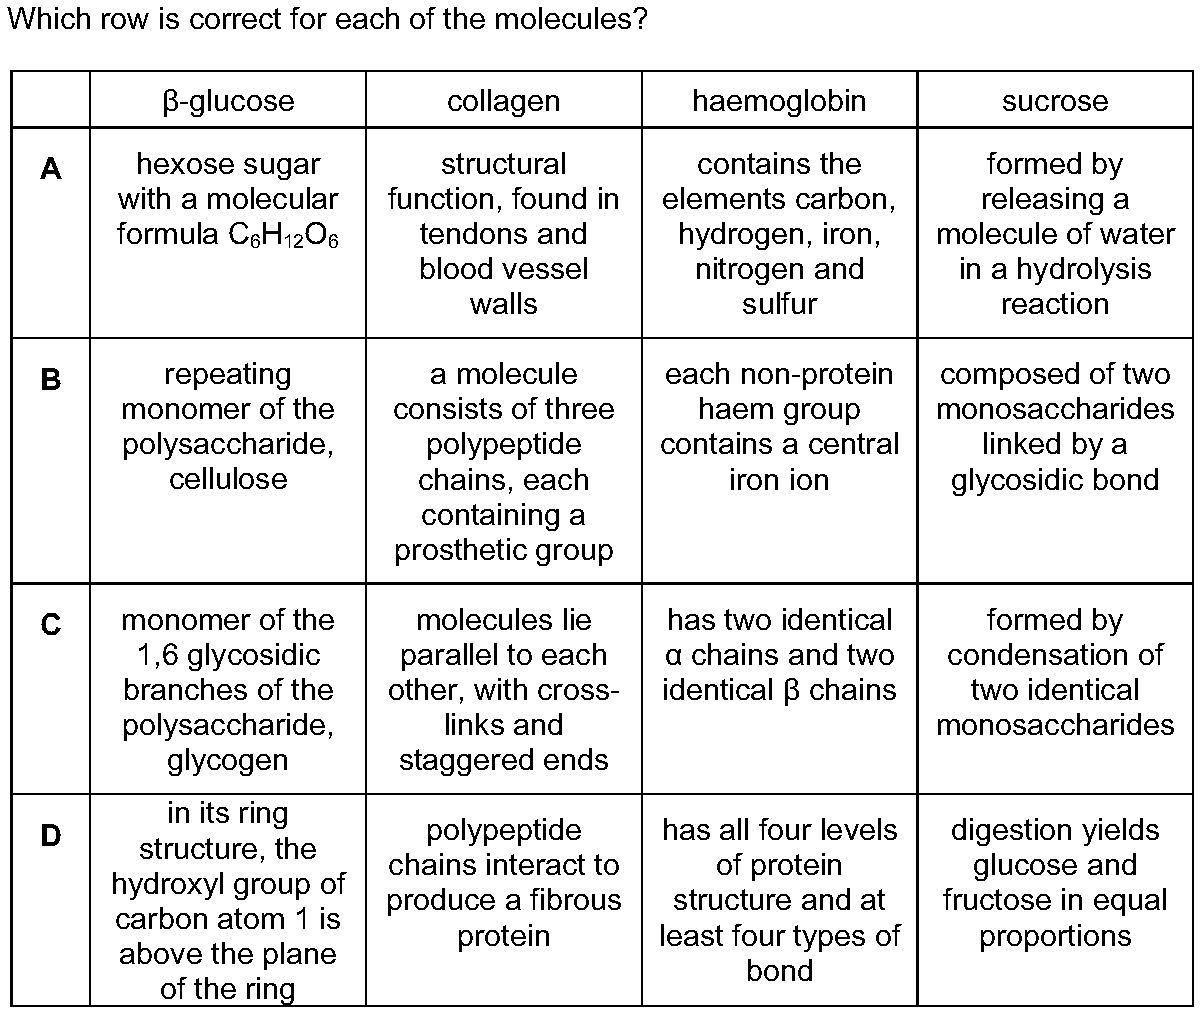 Which row is correct for each of the molecules?
β-glucose
collagen
haemoglobin
sucrose
A
hexose sugar
with a molecular
formula C₆H₁₂O₆
structural
function, found in
tendons and
blood vessel
walls
contains the
elements carbon,
hydrogen, iron,
nitrogen and
sulfur
formed by
releasing a
molecule of water
in a hydrolysis
reaction
B
repeating
monomer of the
polysaccharide,
cellulose
a molecule
consists of three
polypeptide
chains, each
containing a
prosthetic group
each non-protein
haem group
contains a central
iron ion
composed of two
monosaccharides
linked by a
glycosidic bond
C
monomer of the
1,6 glycosidic
branches of the
polysaccharide,
glycogen
molecules lie
parallel to each
other, with cross-
links and
staggered ends
has two identical
α chains and two
identical β chains
formed by
condensation of
two identical
monosaccharides
D
in its ring
structure, the
hydroxyl group of
carbon atom 1 is
above the plane
of the ring
polypeptide
chains interact to
produce a fibrous
protein
has all four levels
of protein
structure and at
least four types of
bond
digestion yields
glucose and
fructose in equal
proportions